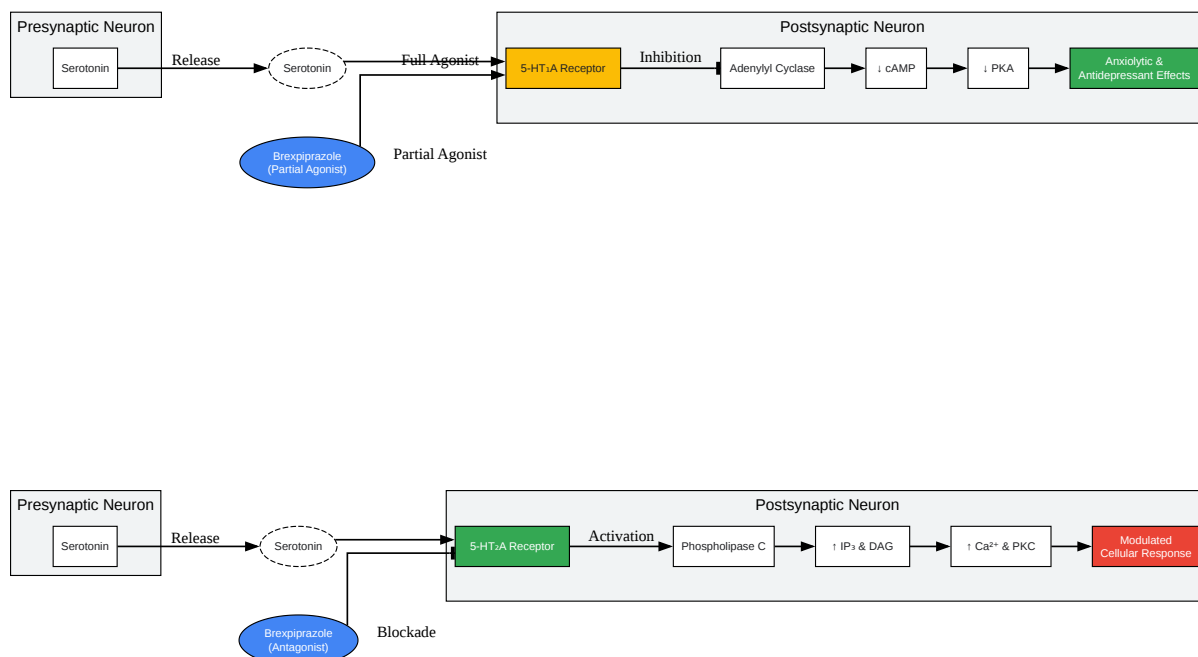 Presynaptic Neuron
Postsynaptic Neuron
Serotonin
Release
Serotonin
Full Agonist
5-HT₁A Receptor
Inhibition
Adenylyl Cyclase
↓ cAMP
↓ PKA
Anxiolytic &
Antidepressant Effects
Brexpiprazole
(Partial Agonist)
Partial Agonist
Presynaptic Neuron
Postsynaptic Neuron
Serotonin
Release
Serotonin
5-HT₂A Receptor
Activation
Phospholipase C
↑ IP₃ & DAG
↑ Ca²⁺ & PKC
Modulated
Cellular Response
Brexpiprazole
(Antagonist)
Blockade